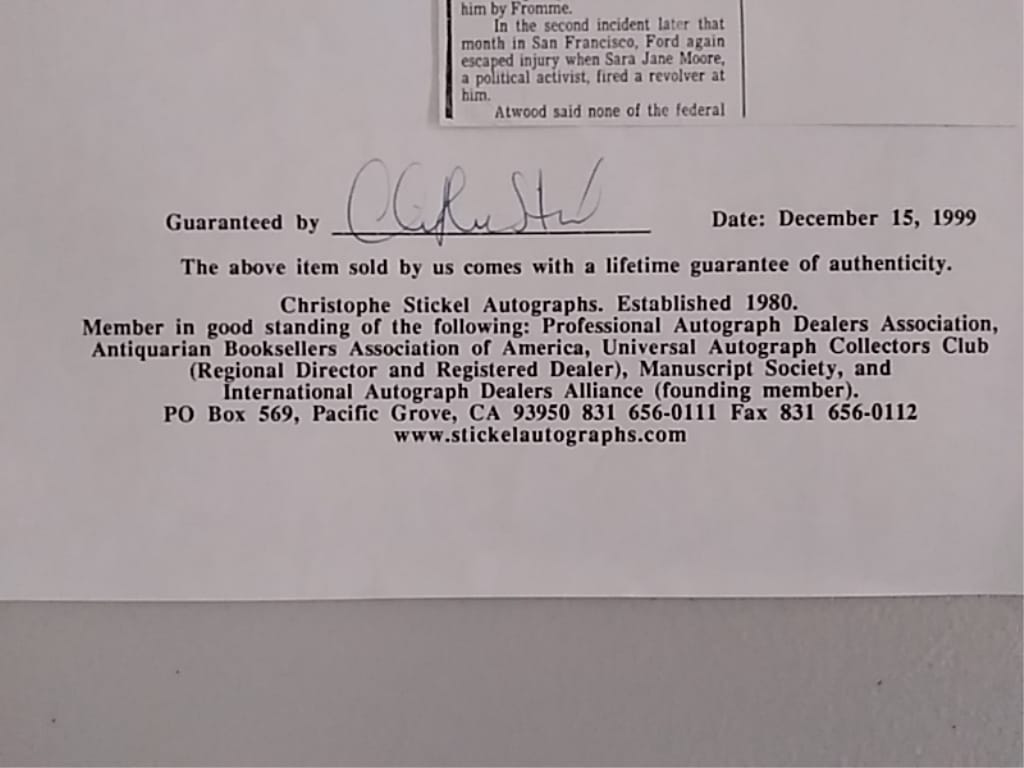 him by Fromme.
In the second incident later that
month in San Francisco, Ford again
escaped injury when Sara Jane Moore,
a political activist, fired a revolver at
him.
Atwood said none of the federal
Guaranteed by
Date: December 15, 1999
The above item sold by us comes with a lifetime guarantee of authenticity.
Christophe Stickel Autographs. Established 1980.
Member in good standing of the following: Professional Autograph Dealers Association,
Antiquarian Booksellers Association of America, Universal Autograph Collectors Club
(Regional Director and Registered Dealer), Manuscript Society, and
International Autograph Dealers Alliance (founding member).
PO Box 569, Pacific Grove, CA 93950 831 656-0111 Fax 831 656-0112
www.stickelautographs.com